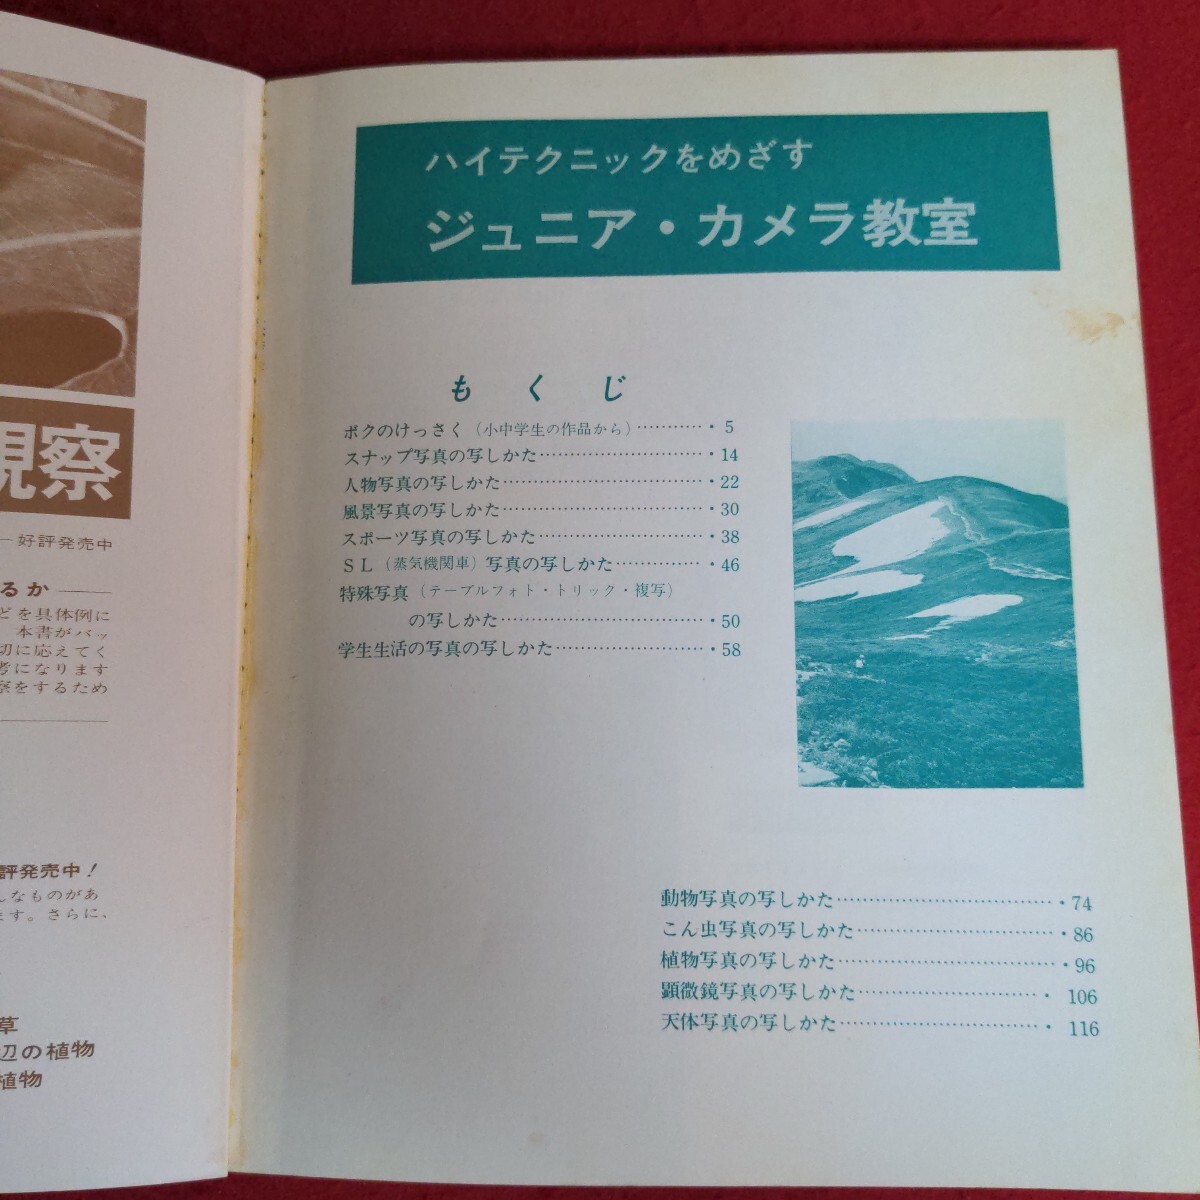 観察
好評発売中
るか
どを具体例に
本書がバッ
切に応えてく
考になります
察をするため
評発売中！
んなものがあ
ます。さらに、
草
辺の植物
植物
ハイテクニックをめざす
ジュニア・カメラ教室
もくじ
ボクのけっさく（小中学生の作品から）…………・5
スナップ写真の写しかた…………………………・14
人物写真の写しかた………………………………・22
風景写真の写しかた………………………………・30
スポーツ写真の写しかた…………………………・38
ＳＬ（蒸気機関車）写真の写しかた……………・46
特殊写真（テーブルフォト・トリック・複写）
の写しかた…………………………………・50
学生生活の写真の写しかた………………………・58
動物写真の写しかた………………………………・74
こん虫写真の写しかた……………………………・86
植物写真の写しかた………………………………・96
顕微鏡写真の写しかた…………………………・106
天体写真の写しかた……………………………・116